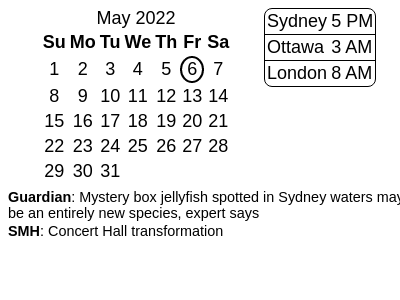 May 2022
Su Mo Tu We Th Fr Sa
1 2 3 4 5 6 7
8 9 10 11 12 13 14
15 16 17 18 19 20 21
22 23 24 25 26 27 28
29 30 31
Sydney 5 PM
Ottawa 3 AM
London 8 AM
Guardian: Mystery box jellyfish spotted in Sydney waters may
be an entirely new species, expert says
SMH: Concert Hall transformation